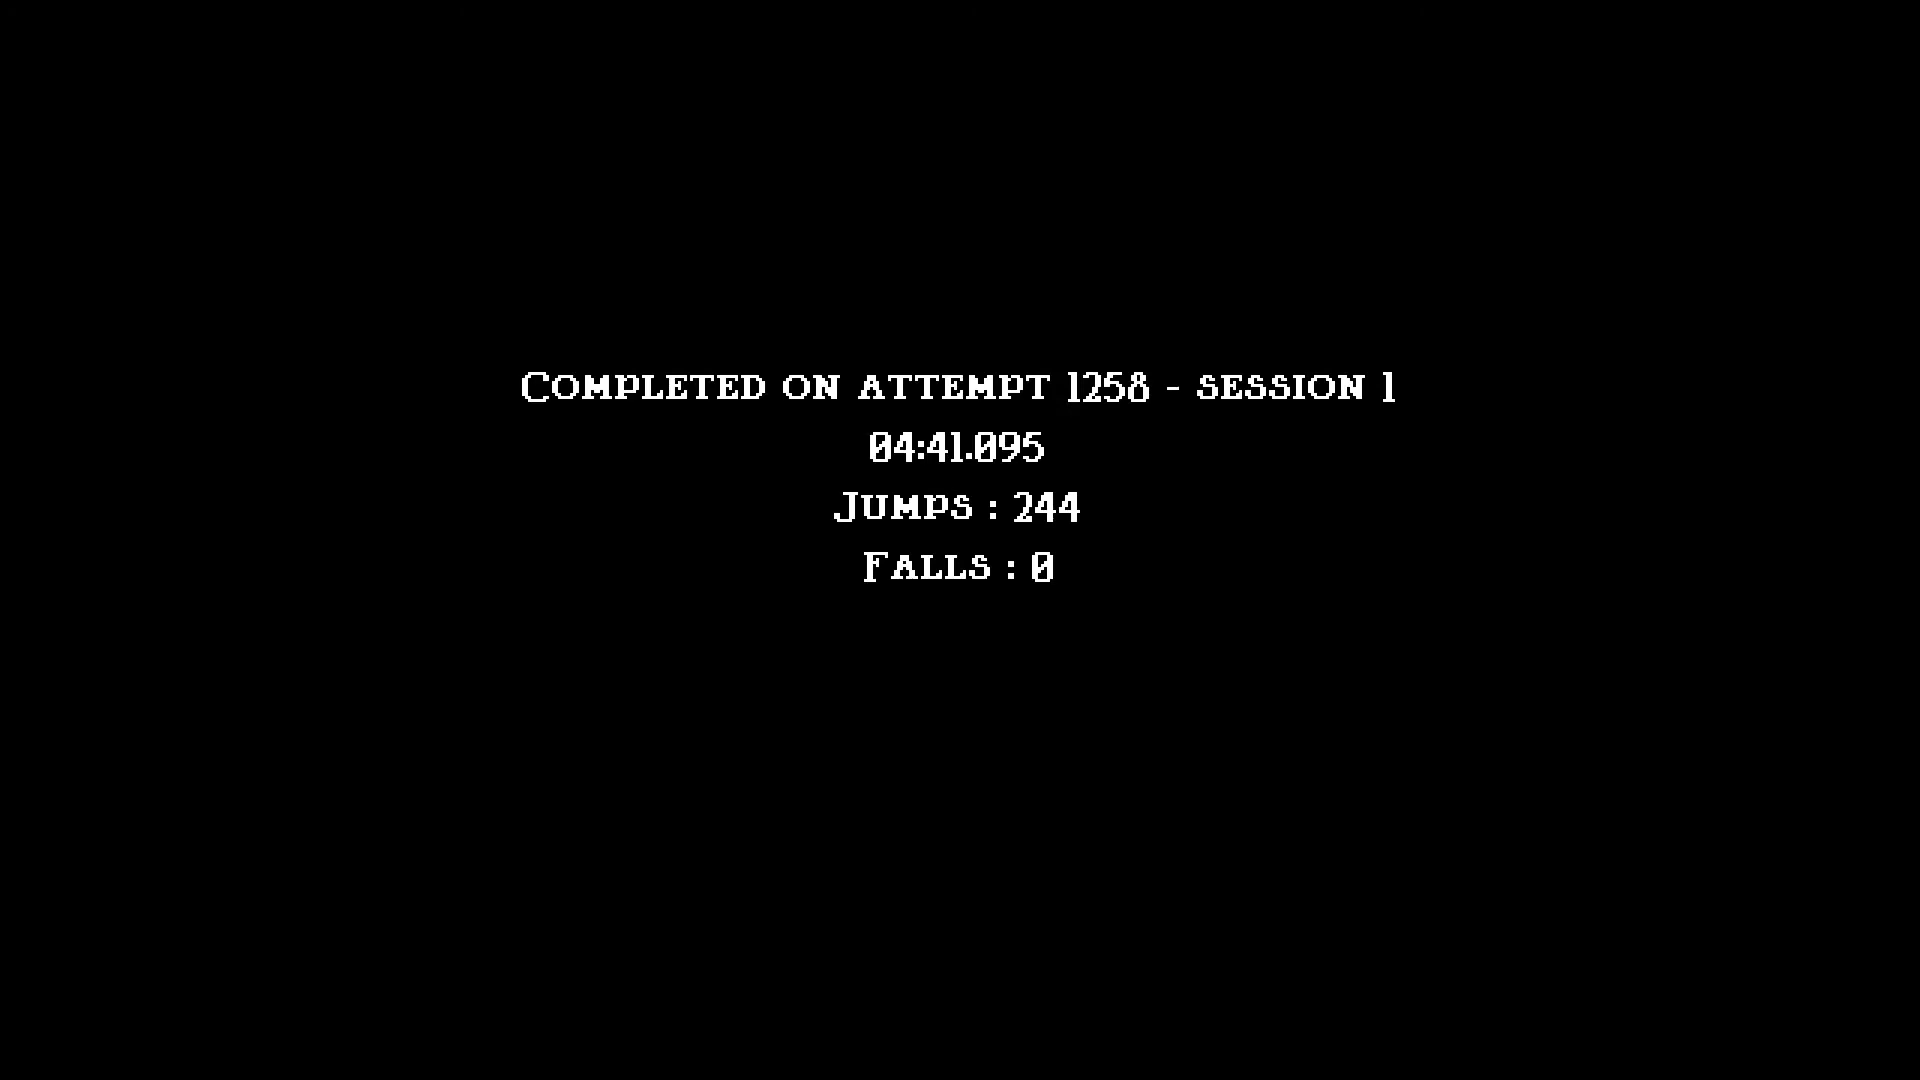 Completed on attempt 1258 - session 1
04:41.095
Jumps : 244
Falls : 0